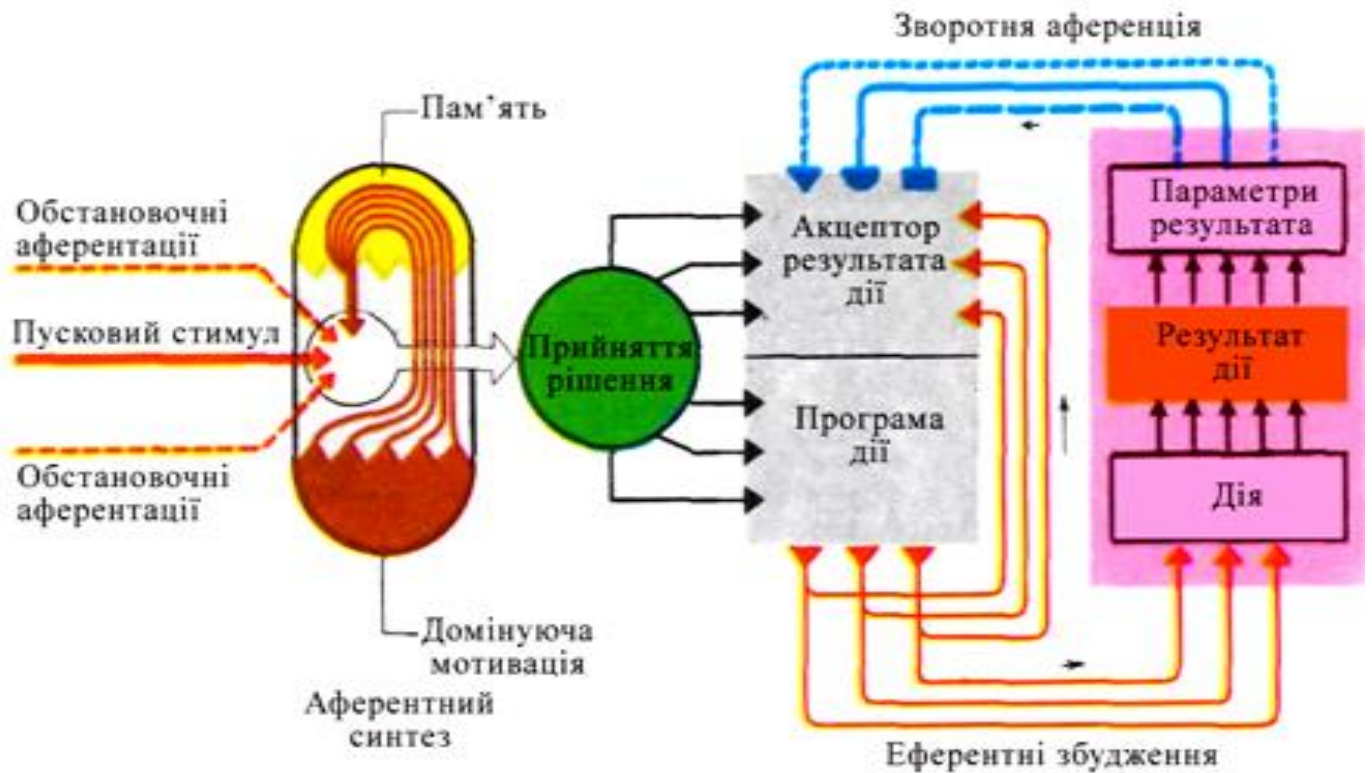 Зворотня аференція
Пам’ять
Обстановочні
аферентації
Пусковий стимул
Обстановочні
аферентації
Домінуюча
мотивація
Аферентний
синтез
Прийняття
рішення
Акцептор
результата
дії
Програма
дії
Параметри
результата
Результат
дії
Дія
Еферентні збудження